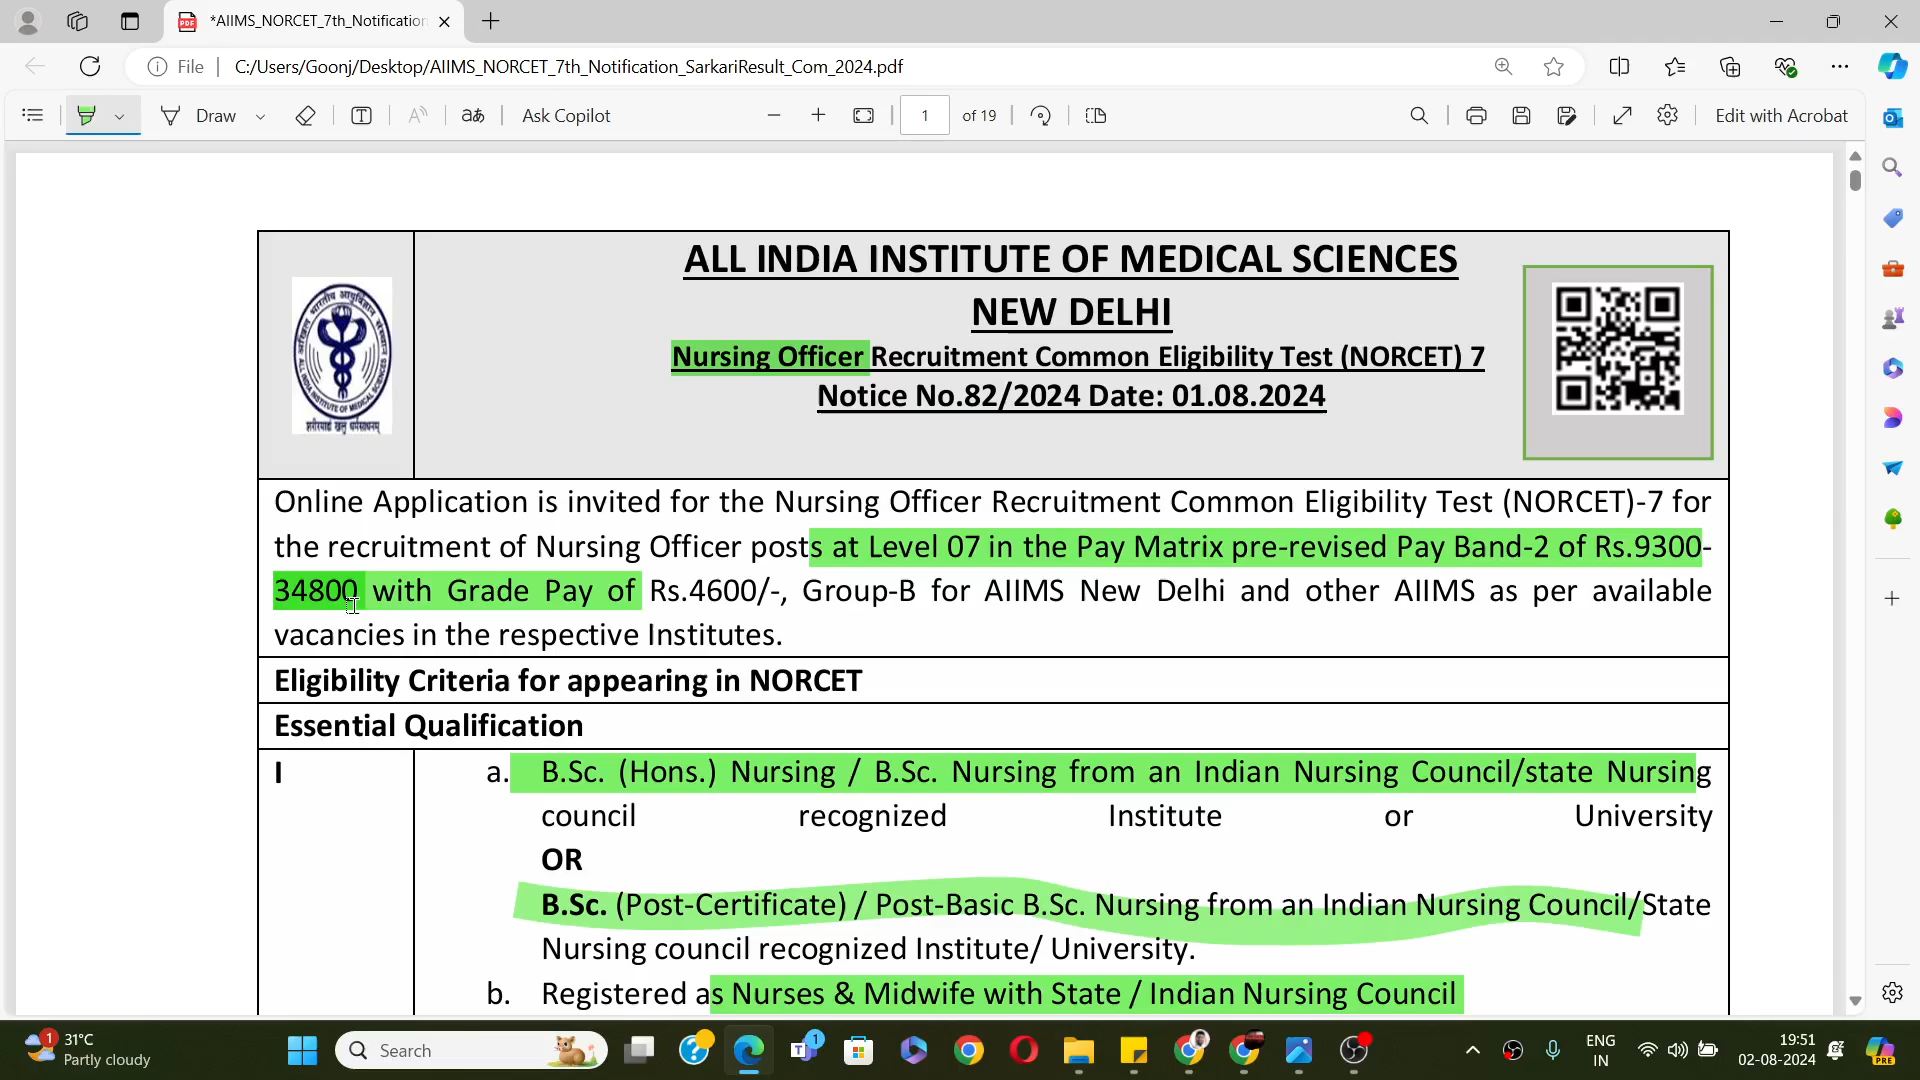 *AIIMS_NORCET_7th_Notification
File
C:/Users/Goonj/Desktop/AIIMS_NORCET_7th_Notification_SarkariResult_Com_2024.pdf
Draw
aあ
Ask Copilot
1 of 19
Edit with Acrobat
ALL INDIA INSTITUTE OF MEDICAL SCIENCES
NEW DELHI
Nursing Officer Recruitment Common Eligibility Test (NORCET) 7
Notice No.82/2024 Date: 01.08.2024
Online Application is invited for the Nursing Officer Recruitment Common Eligibility Test (NORCET)-7 for
the recruitment of Nursing Officer posts at Level 07 in the Pay Matrix pre-revised Pay Band-2 of Rs.9300-
34800 with Grade Pay of Rs.4600/-, Group-B for AIIMS New Delhi and other AIIMS as per available
vacancies in the respective Institutes.
Eligibility Criteria for appearing in NORCET
Essential Qualification
I
a. B.Sc. (Hons.) Nursing / B.Sc. Nursing from an Indian Nursing Council/state Nursing
council recognized Institute or University
OR
B.Sc. (Post-Certificate) / Post-Basic B.Sc. Nursing from an Indian Nursing Council/State
Nursing council recognized Institute/ University.
b. Registered as Nurses & Midwife with State / Indian Nursing Council
1
31°C
Partly cloudy
Search
1
ENG
IN
19:51
02-08-2024
PRE